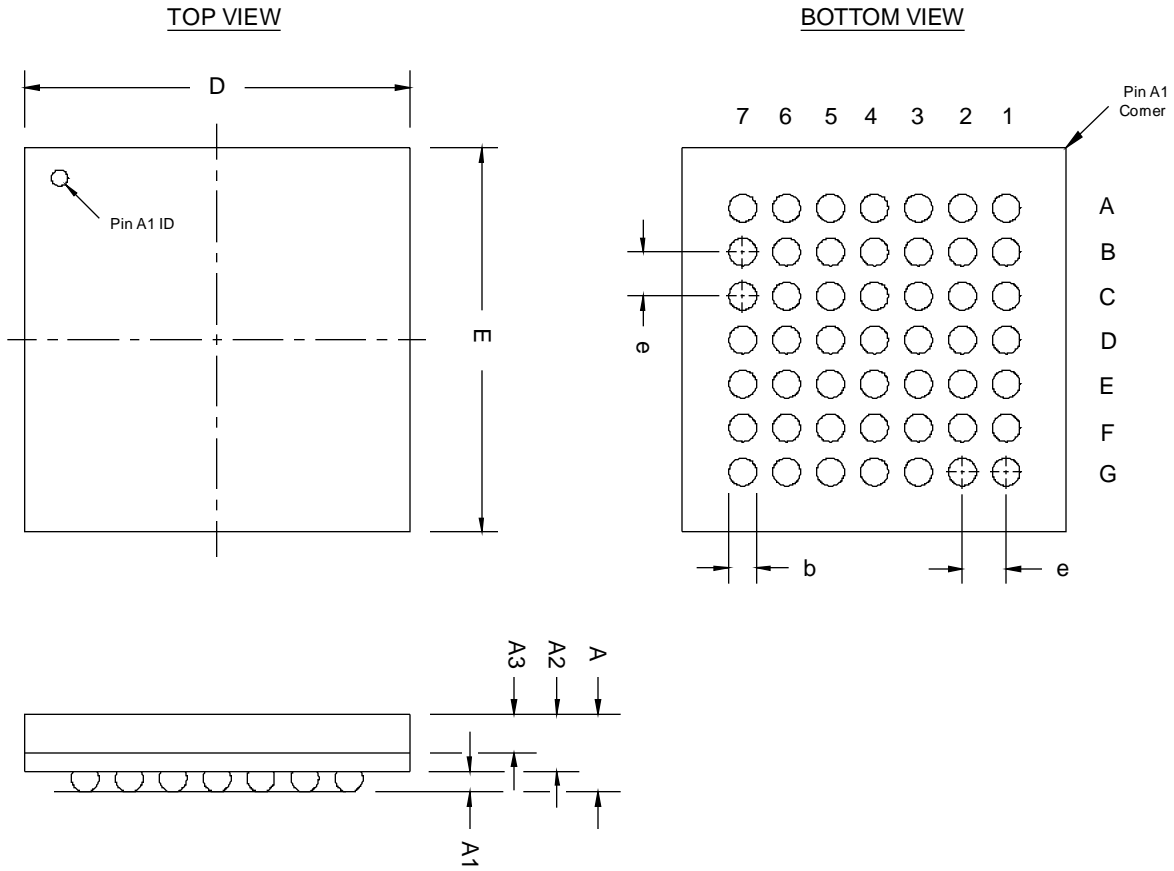 TOP VIEW
BOTTOM VIEW
D
Pin A1
Corner
7 6 5 4 3 2 1
Pin A1 ID
A
B
C
D
E
F
G
E
e
b
e
A3
A2
A
A1